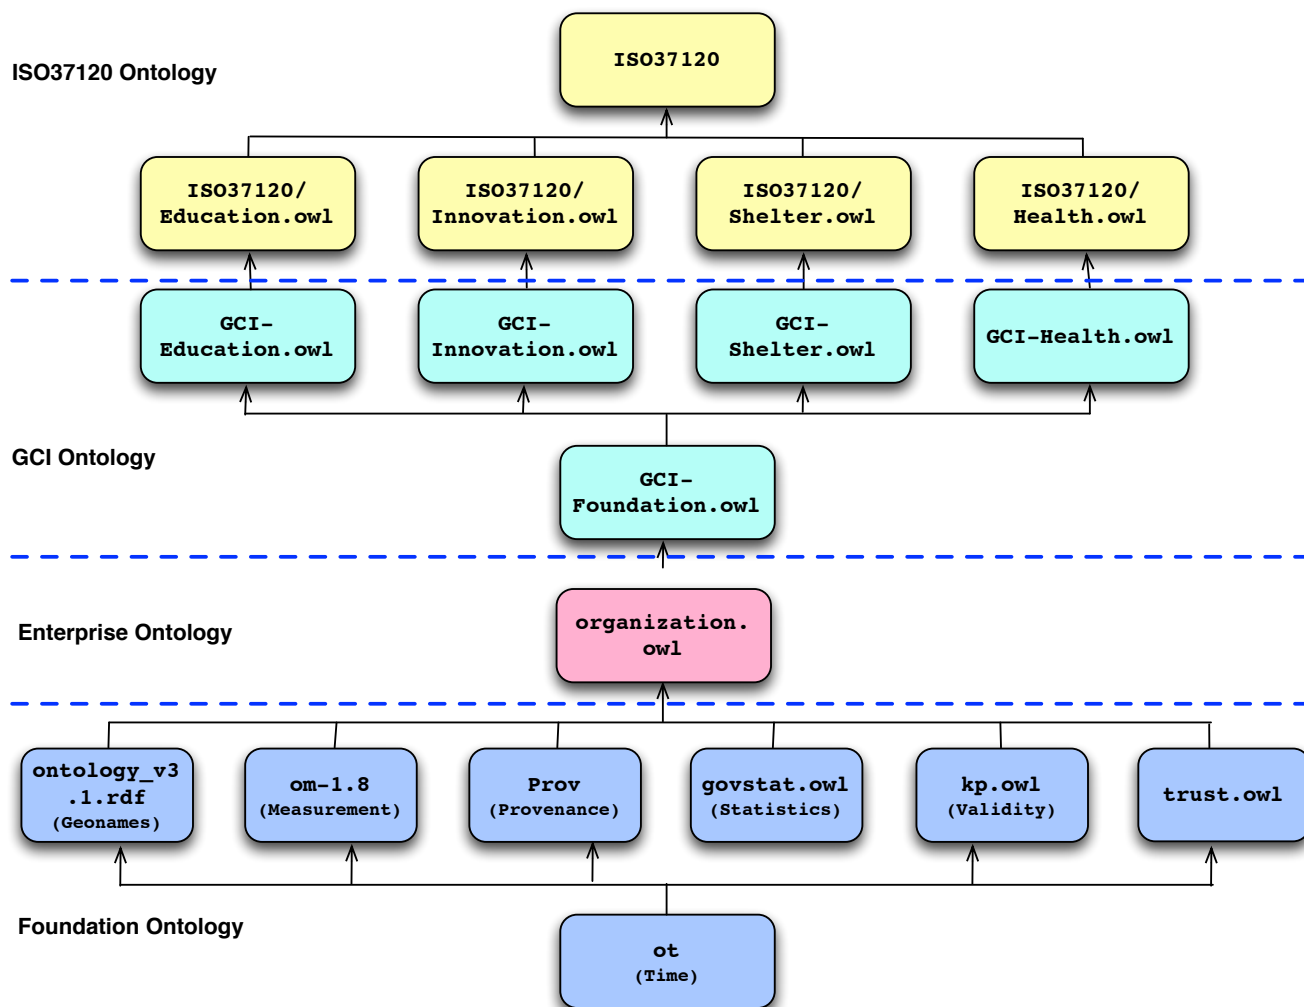 ISO37120
ISO37120 Ontology
ISO37120/
Education.owl
ISO37120/
Innovation.owl
ISO37120/
Shelter.owl
ISO37120/
Health.owl
GCI-
Education.owl
GCI-
Innovation.owl
GCI-
Shelter.owl
GCI-Health.owl
GCI Ontology
GCI-
Foundation.owl
Enterprise Ontology
organization.
owl
ontology_v3
.1.rdf
(Geonames)
om-1.8
(Measurement)
Prov
(Provenance)
govstat.owl
(Statistics)
kp.owl
(Validity)
trust.owl
Foundation Ontology
ot
(Time)